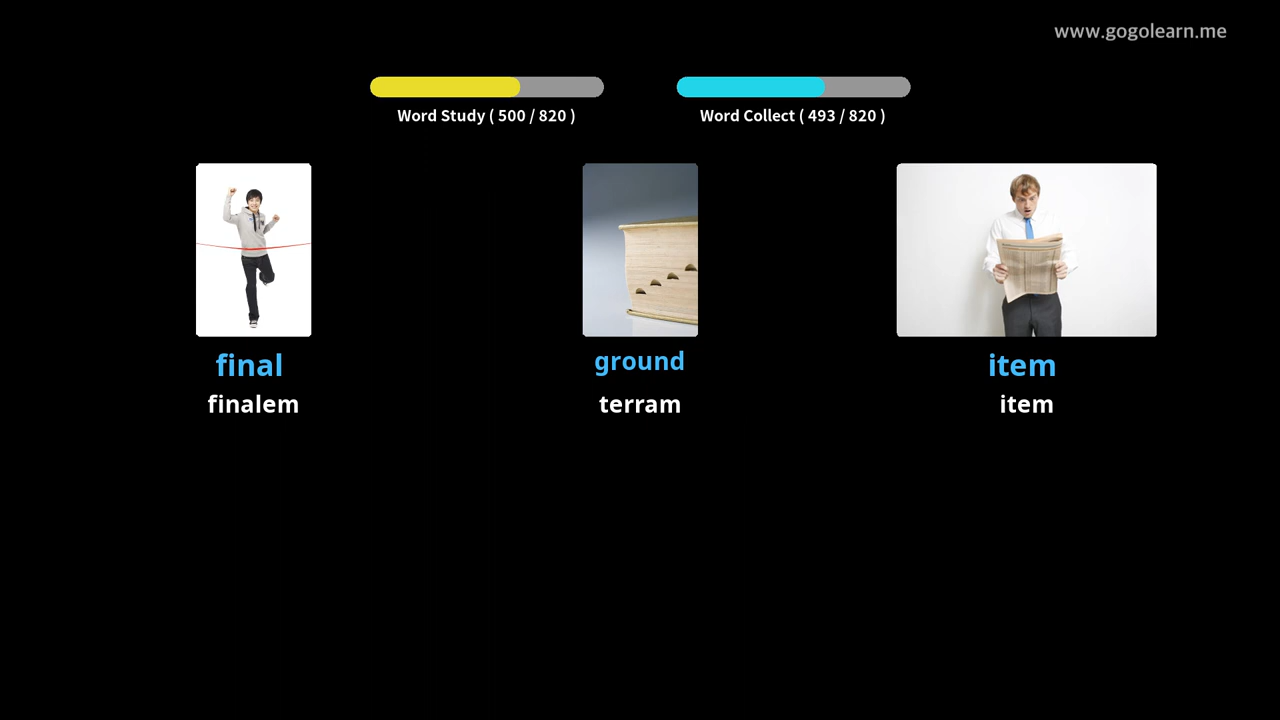 www.gogolearn.me
Word Study ( 500 / 820 )
Word Collect ( 493 / 820 )
final
ground
item
finalem
terram
item